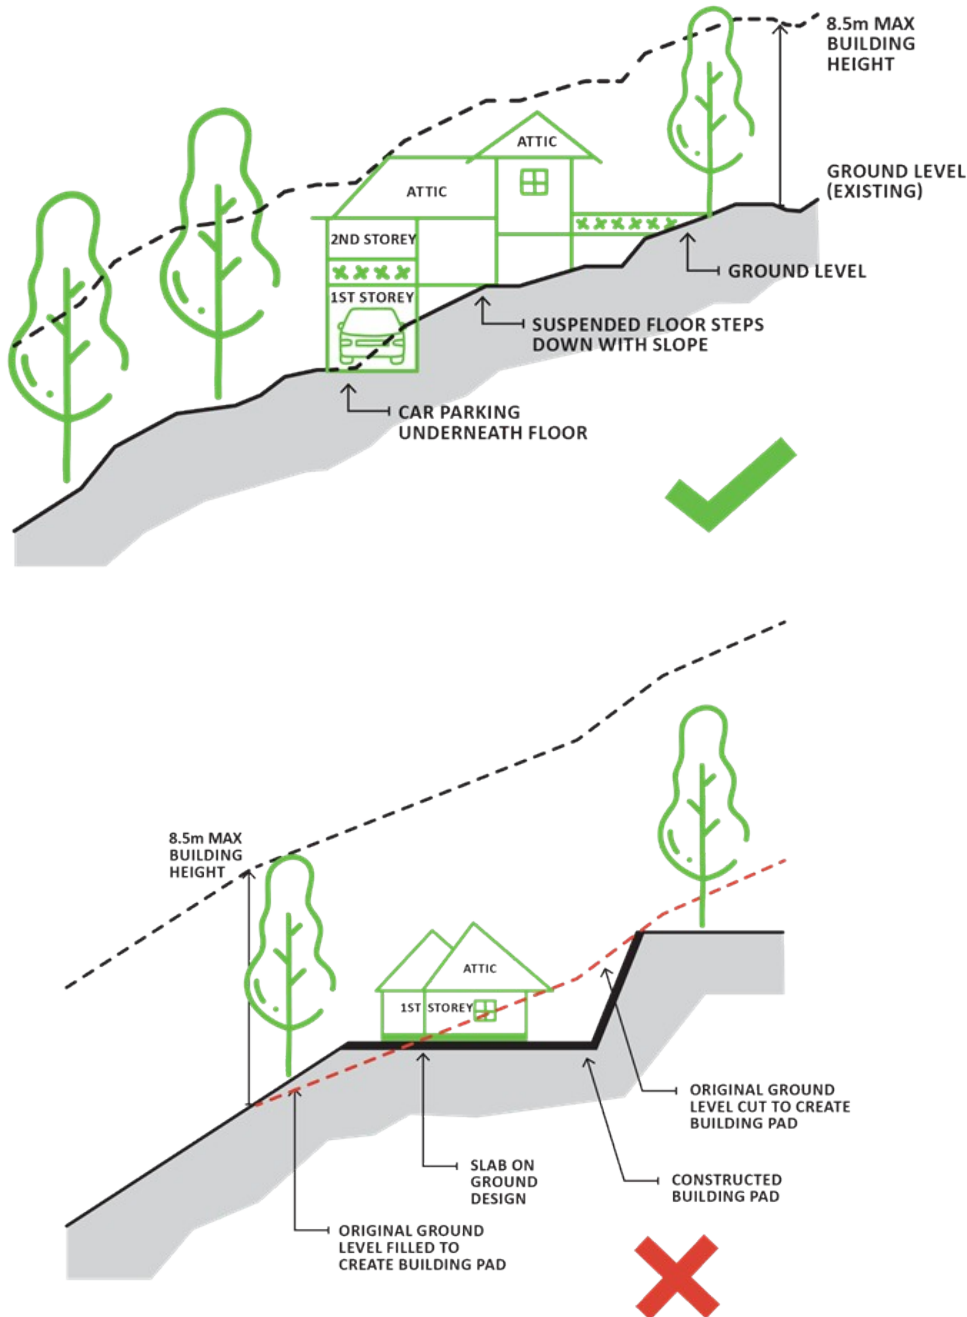 8.5m MAX
BUILDING
HEIGHT
ATTIC
ATTIC
GROUND LEVEL
(EXISTING)
2ND STOREY
GROUND LEVEL
1ST STOREY
SUSPENDED FLOOR STEPS
DOWN WITH SLOPE
CAR PARKING
UNDERNEATH FLOOR
8.5m MAX
BUILDING
HEIGHT
ATTIC
1ST STOREY
ORIGINAL GROUND
LEVEL CUT TO CREATE
BUILDING PAD
SLAB ON
GROUND
DESIGN
CONSTRUCTED
BUILDING PAD
ORIGINAL GROUND
LEVEL FILLED TO
CREATE BUILDING PAD